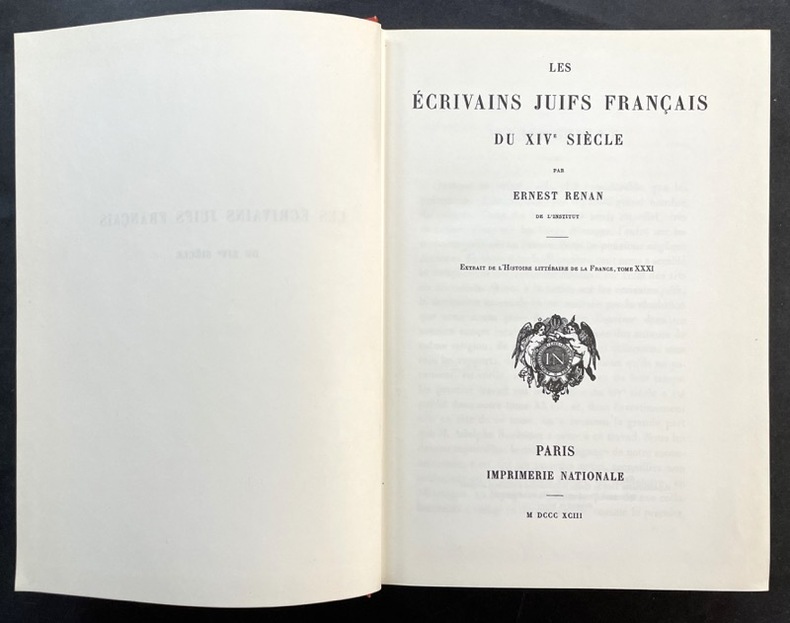 LES
ÉCRIVAINS JUIFS FRANÇAIS
DU XIVᴱ SIÈCLE
PAR
ERNEST RENAN
DE L'INSTITUT
EXTRAIT DE L'HISTOIRE LITTÉRAIRE DE LA FRANCE, TOME XXXI
IN
PARIS
IMPRIMERIE NATIONALE
M DCCC XCIII